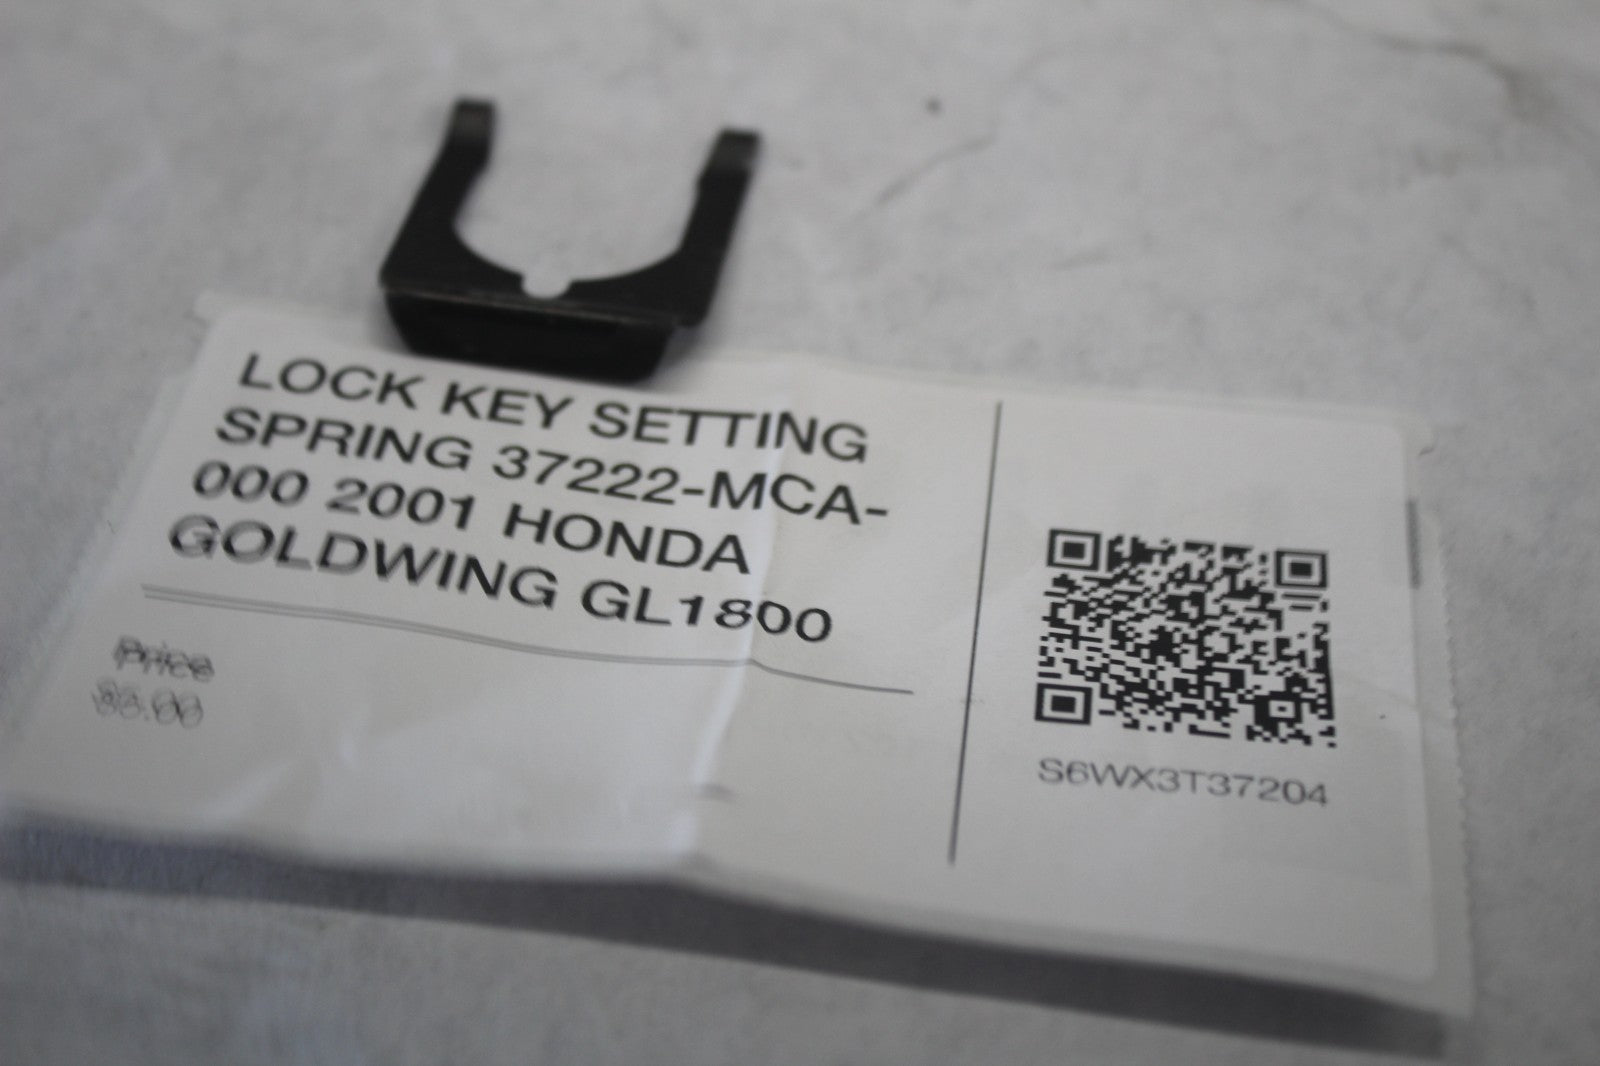 LOCK KEY SETTING
SPRING 37222-MCA-
000 2001 HONDA
GOLDWING GL1800
Price
S6WX3T37204